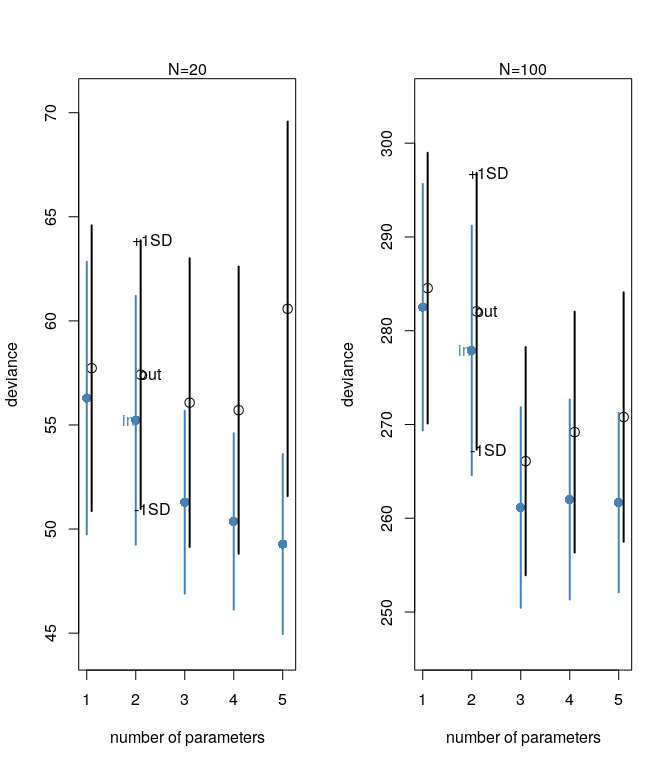 N=20
deviance
70
65
60
55
50
45
+1SD
out
In
-1SD
1 2 3 4 5
number of parameters
N=100
deviance
300
290
280
270
260
250
+1SD
out
In
-1SD
1 2 3 4 5
number of parameters